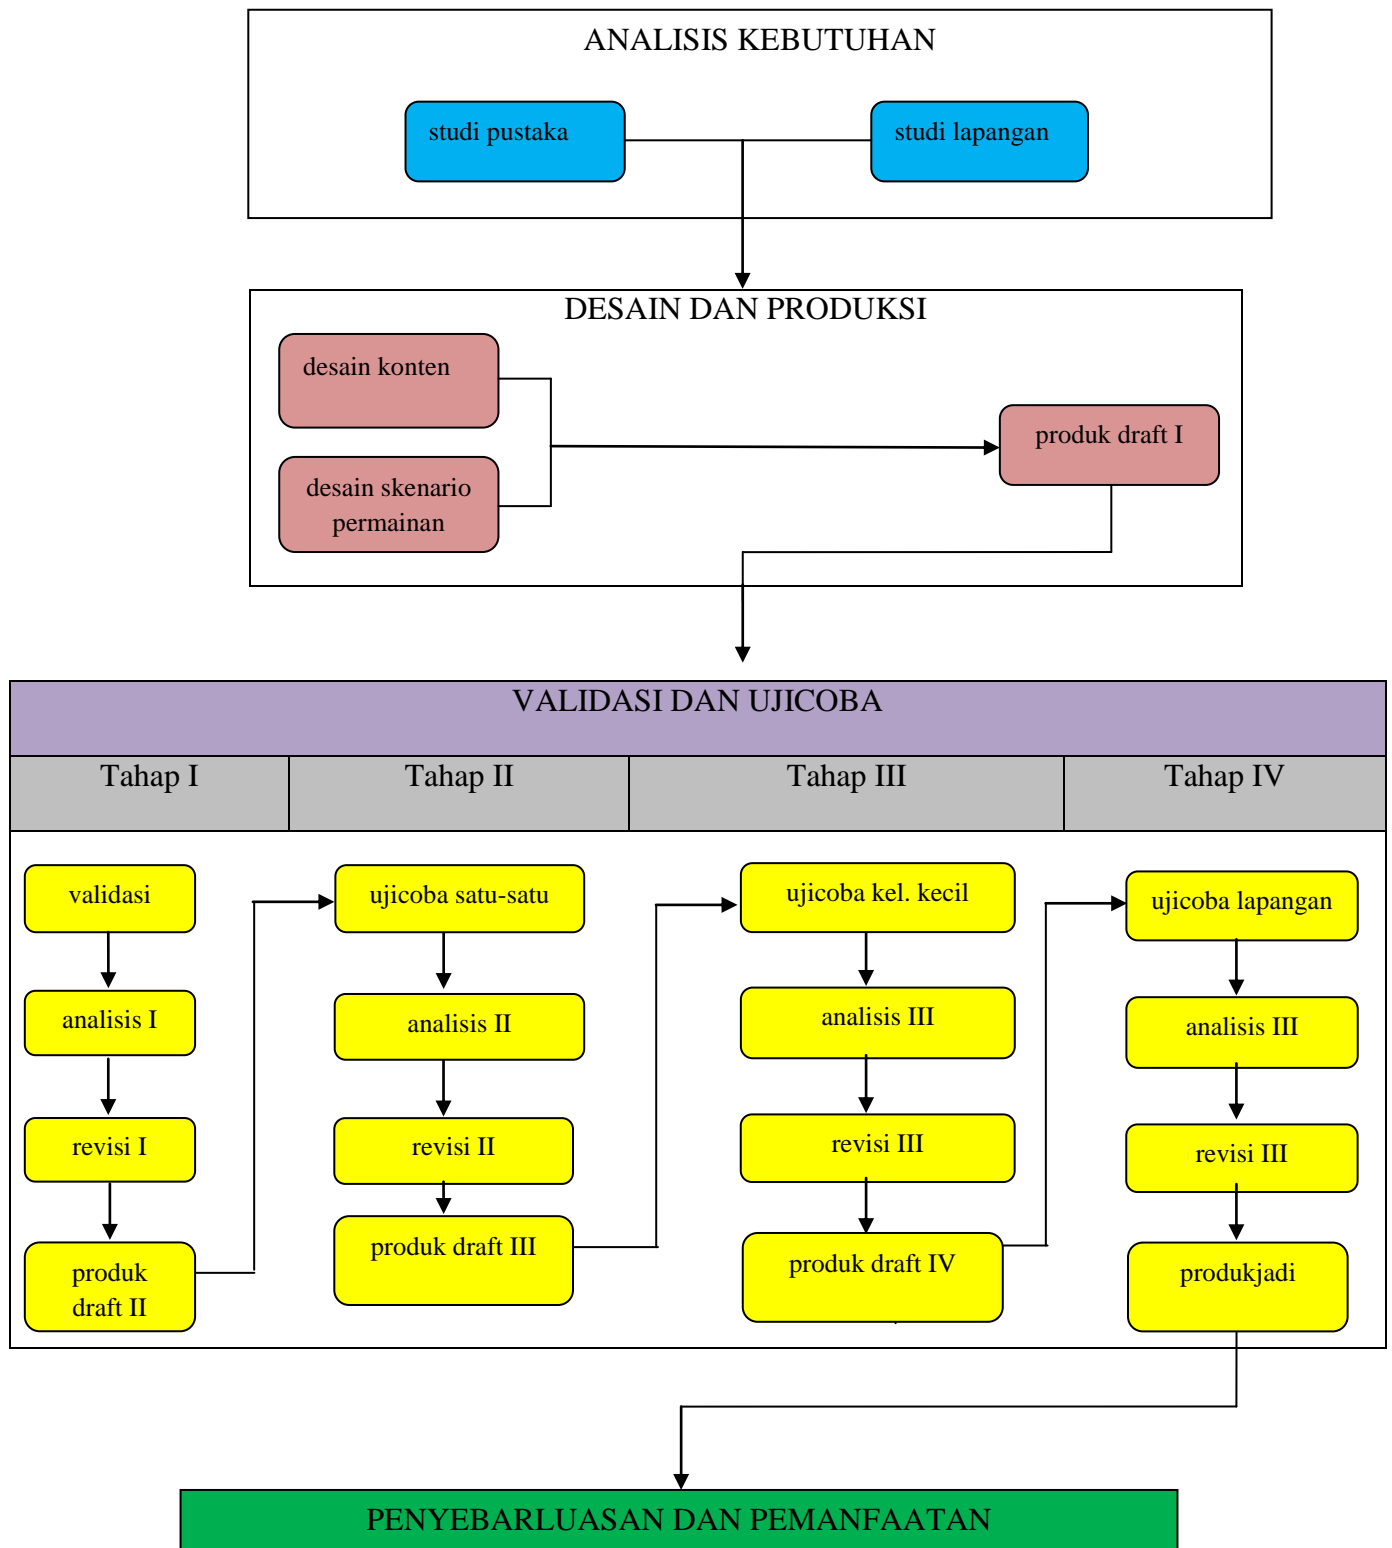 ANALISIS KEBUTUHAN
studi pustaka
studi lapangan
DESAIN DAN PRODUKSI
desain konten
produk draft I
desain skenario
permainan
VALIDASI DAN UJICOBA
Tahap I
Tahap II
Tahap III
Tahap IV
validasi
analisis I
revisi I
produk
draft II
ujicoba satu-satu
analisis II
revisi II
produk draft III
ujicoba kel. kecil
analisis III
revisi III
produk draft IV
ujicoba lapangan
analisis III
revisi III
produkjadi
PENYEBARLUASAN DAN PEMANFAATAN